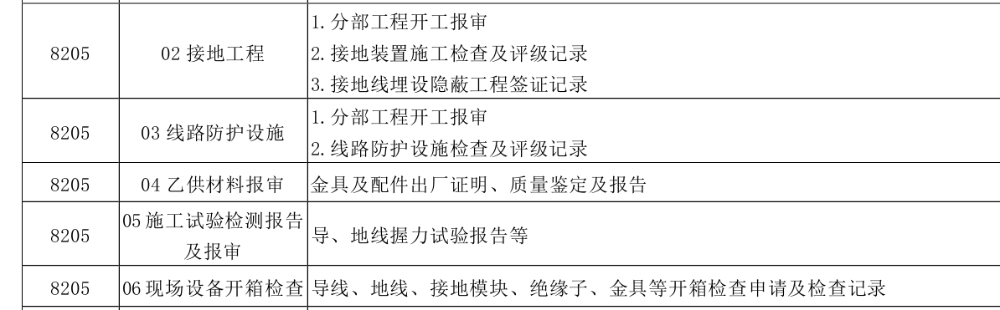 8205
02 接地工程
1. 分部工程开工报审
2. 接地装置施工检查及评级记录
3. 接地线埋设隐蔽工程签证记录
8205
03 线路防护设施
1. 分部工程开工报审
2. 线路防护设施检查及评级记录
8205
04 乙供材料报审
金具及配件出厂证明、质量鉴定及报告
8205
05 施工试验检测报告
及报审
导、地线握力试验报告等
8205
06 现场设备开箱检查
导线、地线、接地模块、绝缘子、金具等开箱检查申请及检查记录